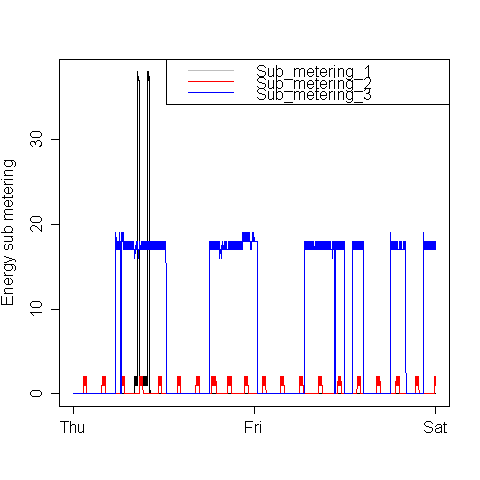 Sub_metering_1
Sub_metering_2
Sub_metering_3
Energy sub metering
30
20
10
0
Thu
Fri
Sat